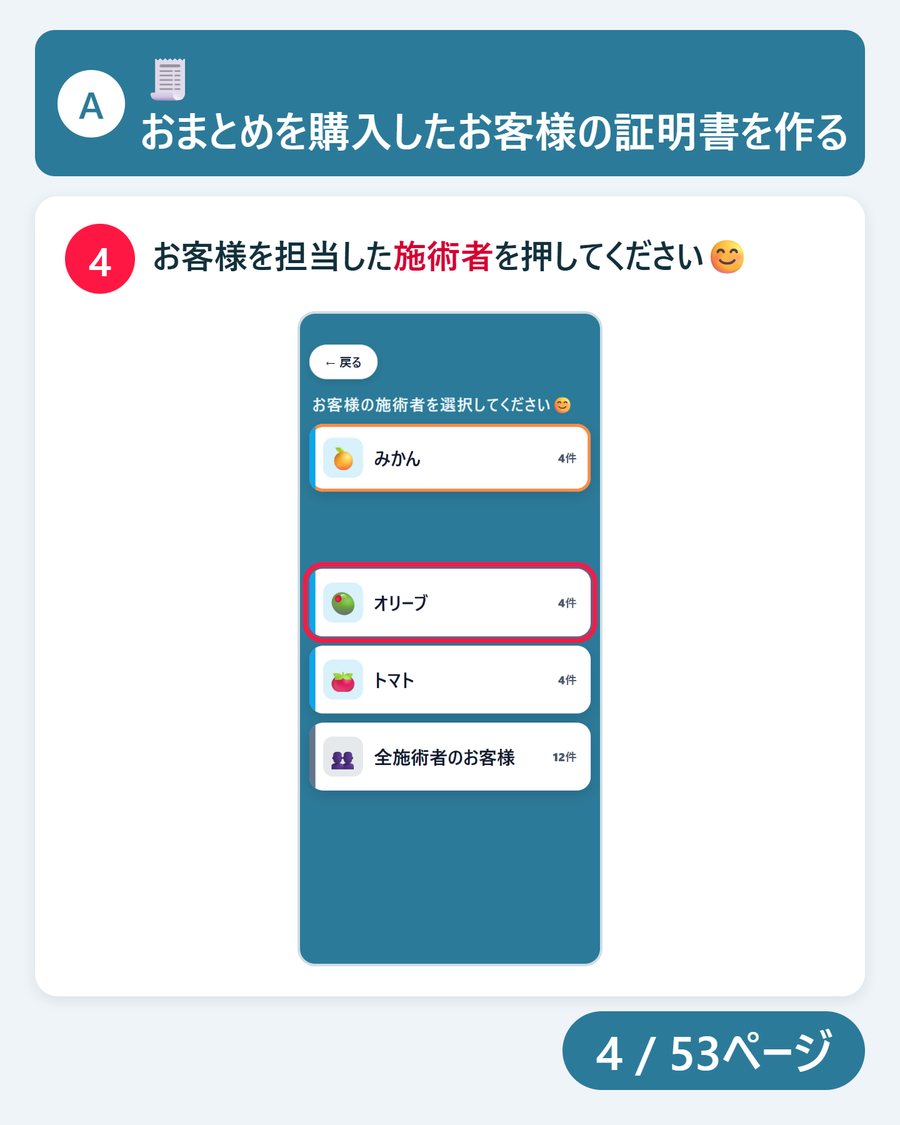 A
おまとめを購入したお客様の証明書を作る
4
お客様を担当した施術者を押してください😊
← 戻る
お客様の施術者を選択してください😊
みかん 4件
オリーブ 4件
トマト 4件
全施術者のお客様 12件
4 / 53ページ